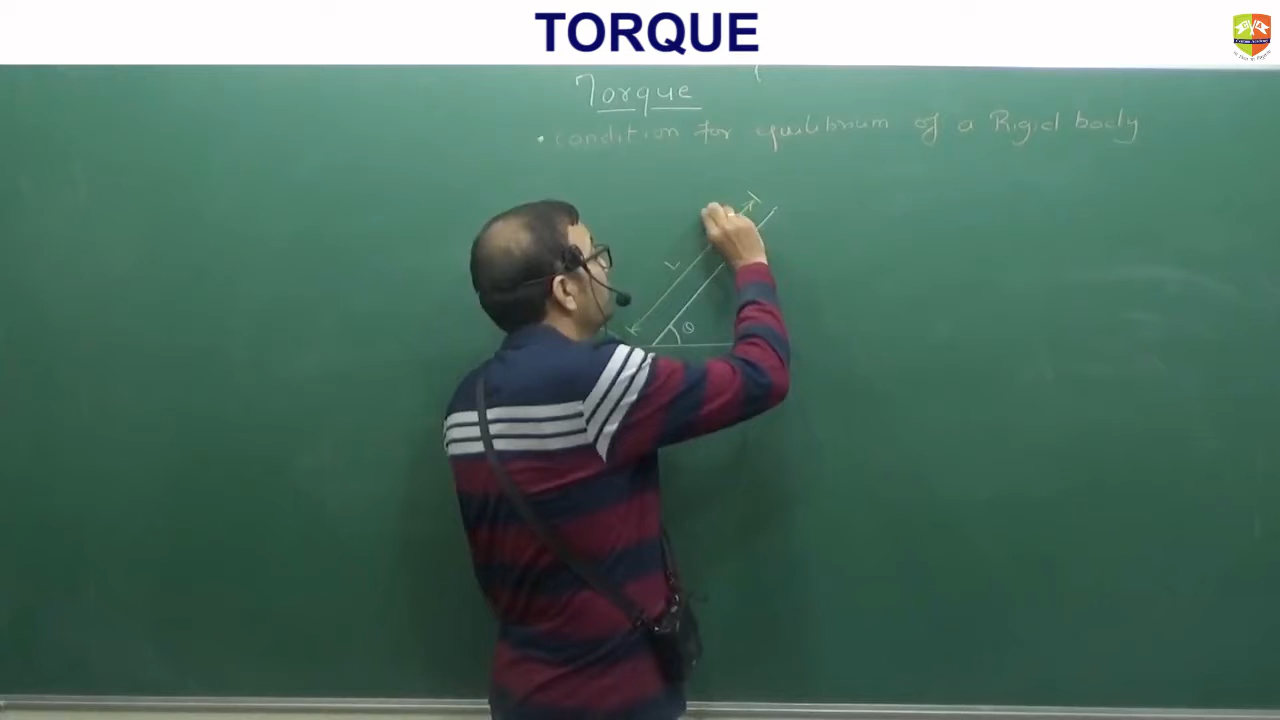 TORQUE
Torque
• condition for equilibrium of a Rigid body
θ